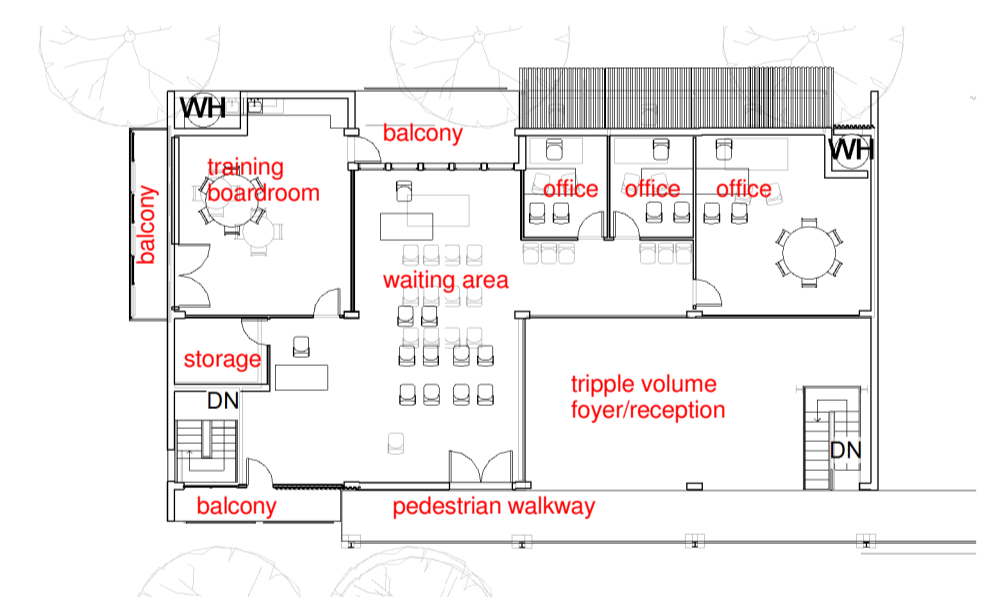 WH
balcony
WH
training
boardroom
office
office
office
balcony
waiting area
storage
tripple volume
foyer/reception
DN
DN
balcony
pedestrian walkway